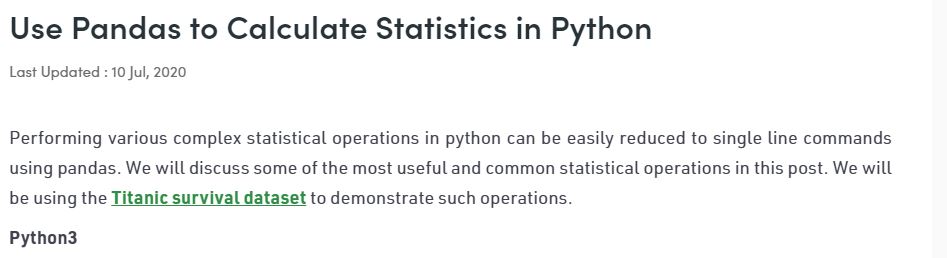 Use Pandas to Calculate Statistics in Python
Last Updated : 10 Jul, 2020
Performing various complex statistical operations in python can be easily reduced to single line commands
using pandas. We will discuss some of the most useful and common statistical operations in this post. We will
be using the Titanic survival dataset to demonstrate such operations.
Python3